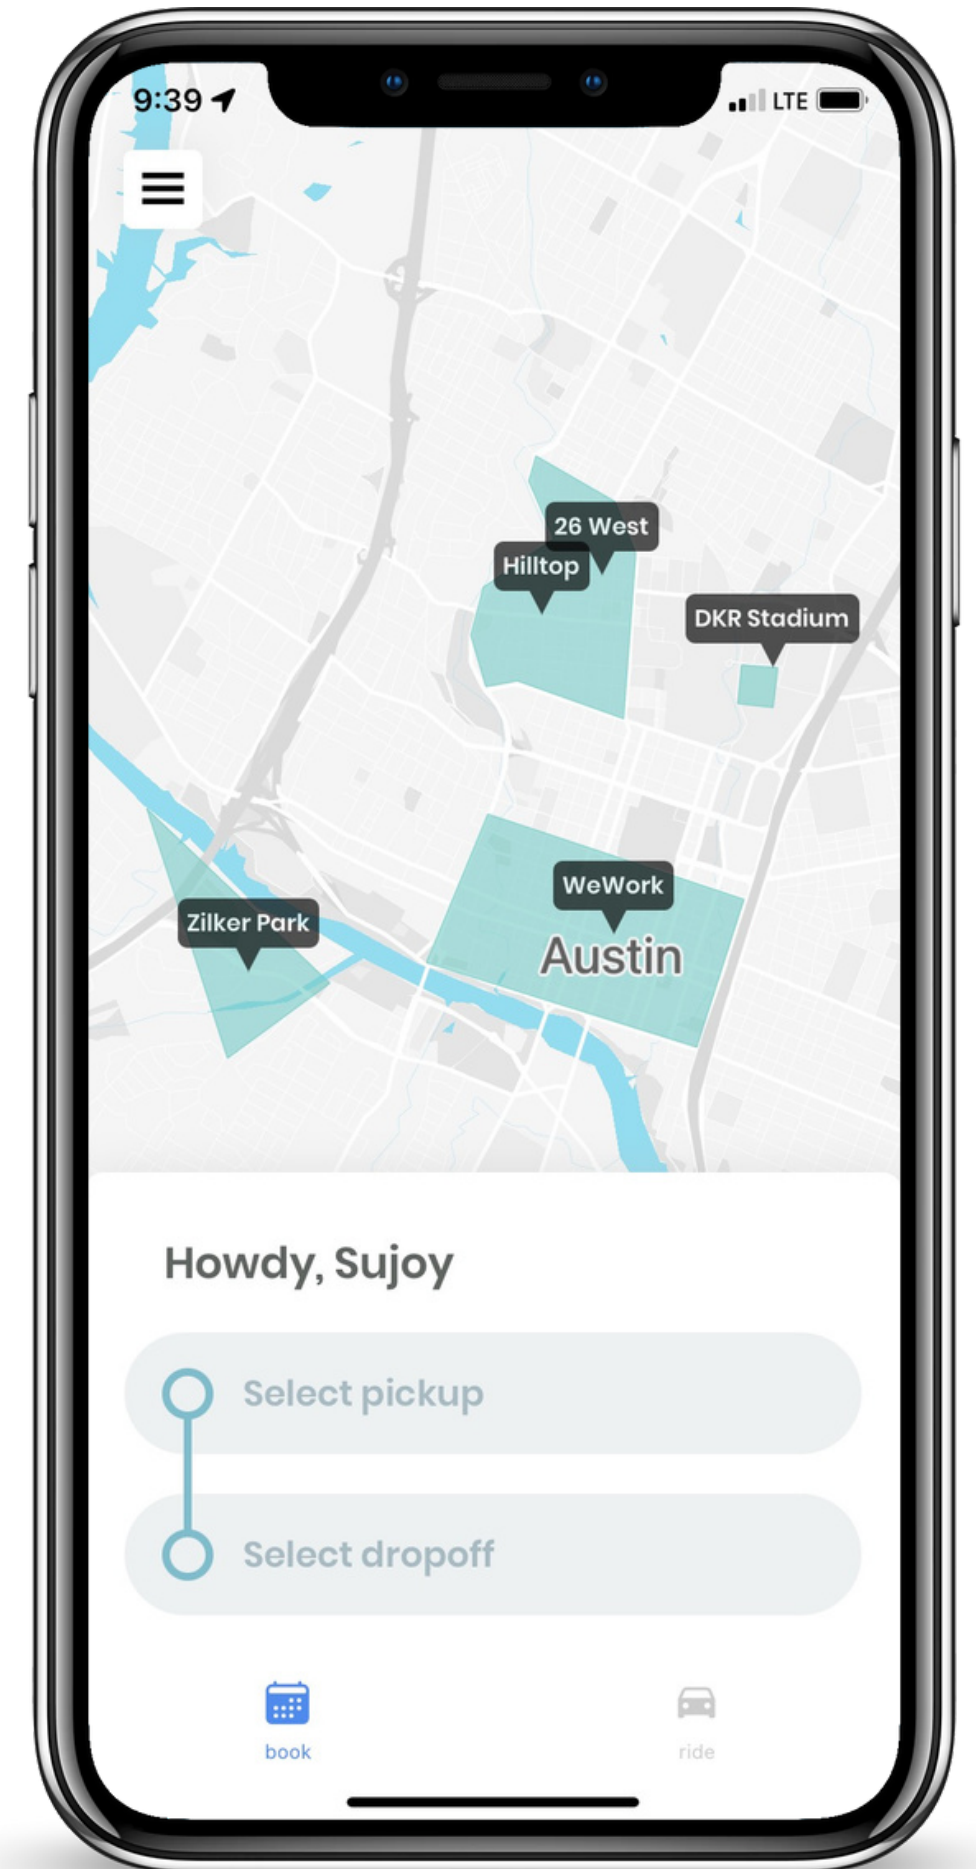 9:39
LTE
26 West
Hilltop
DKR Stadium
WeWork
Austin
Zilker Park
Howdy, Sujoy
Select pickup
Select dropoff
book
ride